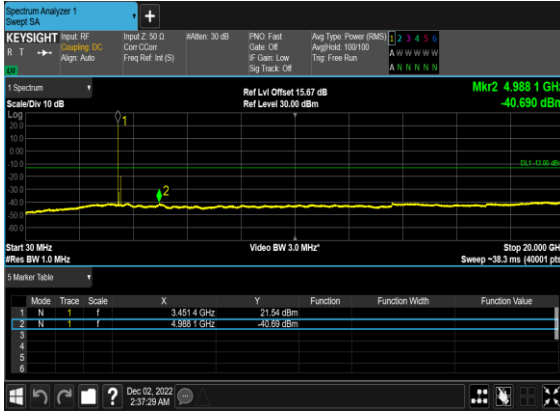 Spectrum Analyzer 1
Swept SA
+
KEYSIGHT
R T
Input: RF
Coupling: DC
Align: Auto
Input Z: 50 Ω
Corr CCorr
Freq Ref: Int (S)
#Atten: 30 dB
PNO: Fast
Gate: Off
IF Gain: Low
Sig Track: Off
Avg Type: Power (RMS)
Avg|Hold: 100/100
Trig: Free Run
1 2 3 4 5 6
A W W W W W
A N N N N N
1 Spectrum
Scale/Div 10 dB
Ref Lvl Offset 15.67 dB
Ref Level 30.00 dBm
Mkr2 4.988 1 GHz
-40.690 dBm
Log
20.0
10.0
0.00
-10.0
-20.0
-30.0
-40.0
-50.0
-60.0
1
2
DL1 -13.00 dBm
Start 30 MHz
#Res BW 1.0 MHz
Video BW 3.0 MHz*
Stop 20.000 GH
Sweep ~38.3 ms (40001 pts
5 Marker Table
Mode Trace Scale X Y Function Function Width Function Value
1 N 1 f 3.451 4 GHz 21.54 dBm
2 N 1 f 4.988 1 GHz -40.69 dBm
3
4
5
6
?
Dec 02, 2022
2:37:29 AM